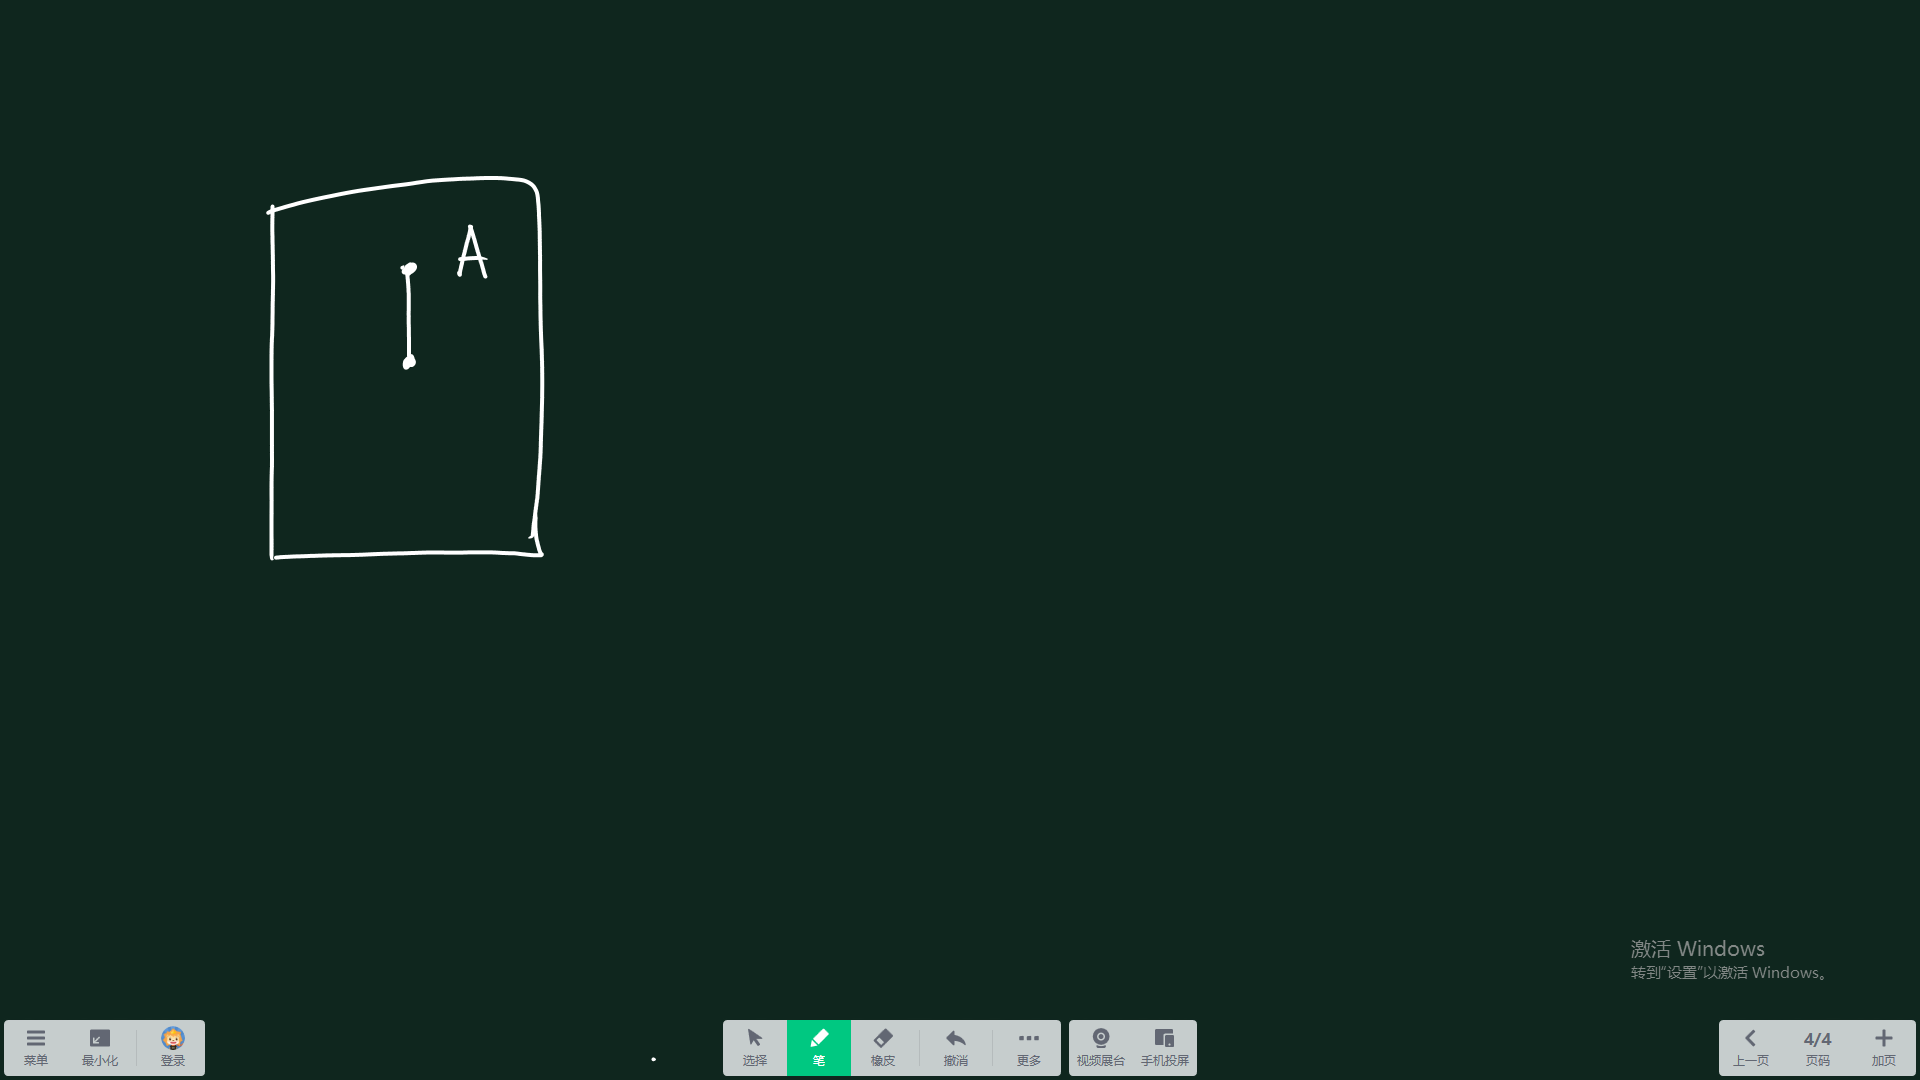 A
激活 Windows
转到“设置”以激活 Windows。
菜单 最小化 登录 选择 笔 橡皮 撤消 更多 视频展台 手机投屏 上一页 4/4 页码 加页